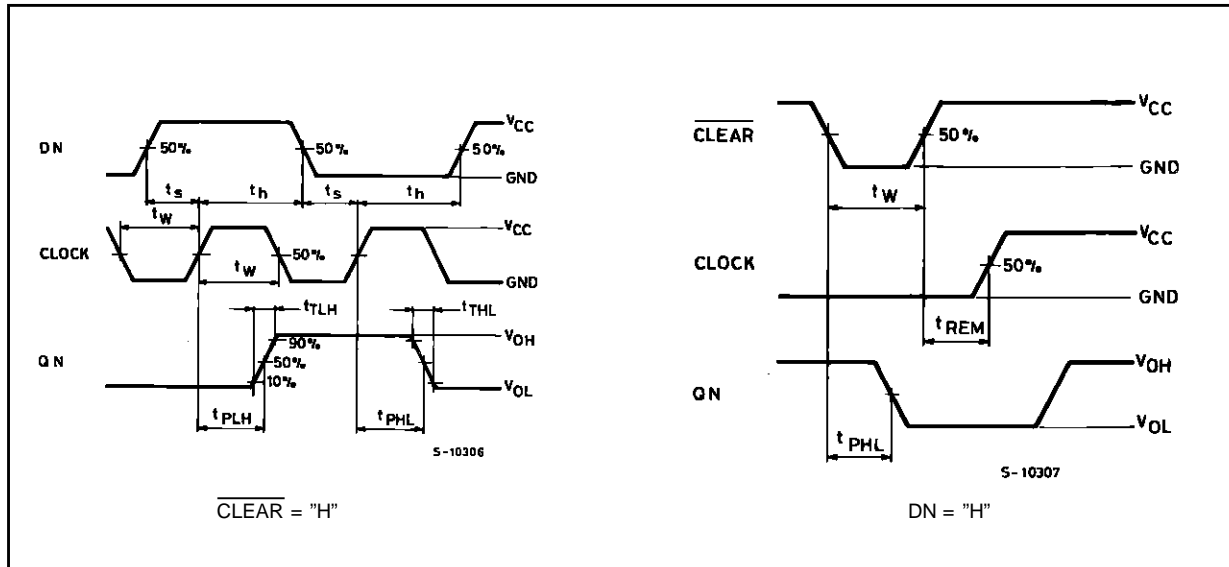 DN
50%
50%
50%
VCC
GND
ts
th
ts
th
tW
CLOCK
tW
50%
VCC
GND
tTLH
tTHL
QN
90%
50%
10%
VOH
VOL
tPLH
tPHL
S-10306
CLEAR = ”H”
CLEAR
50%
VCC
GND
tW
CLOCK
50%
VCC
GND
tREM
QN
VOH
VOL
tPHL
S-10307
DN = ”H”